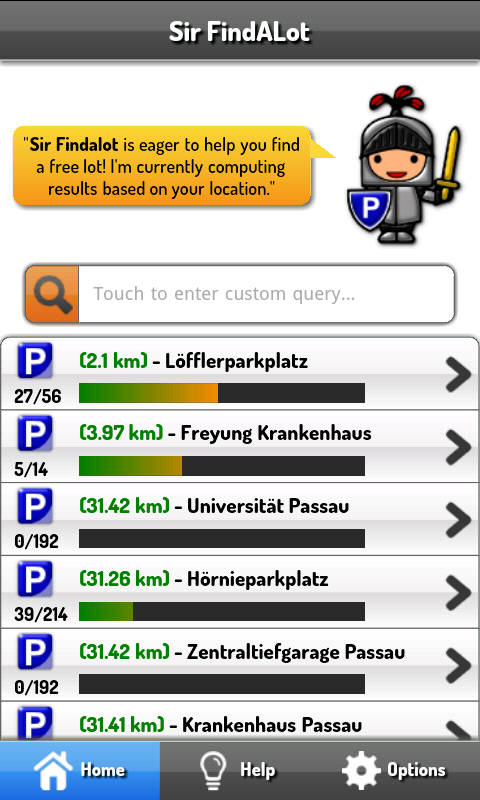 Sir FindALot
"Sir Findalot is eager to help you find
a free lot! I'm currently computing
results based on your location."
P
Touch to enter custom query...
P
(2.1 km) - Löfflerparkplatz
27/56
P
(3.97 km) - Freyung Krankenhaus
5/14
P
(31.42 km) - Universität Passau
0/192
P
(31.26 km) - Hörnieparkplatz
39/214
P
(31.42 km) - Zentraltiefgarage Passau
0/192
P
(31.41 km) - Krankenhaus Passau
Home
Help
Options